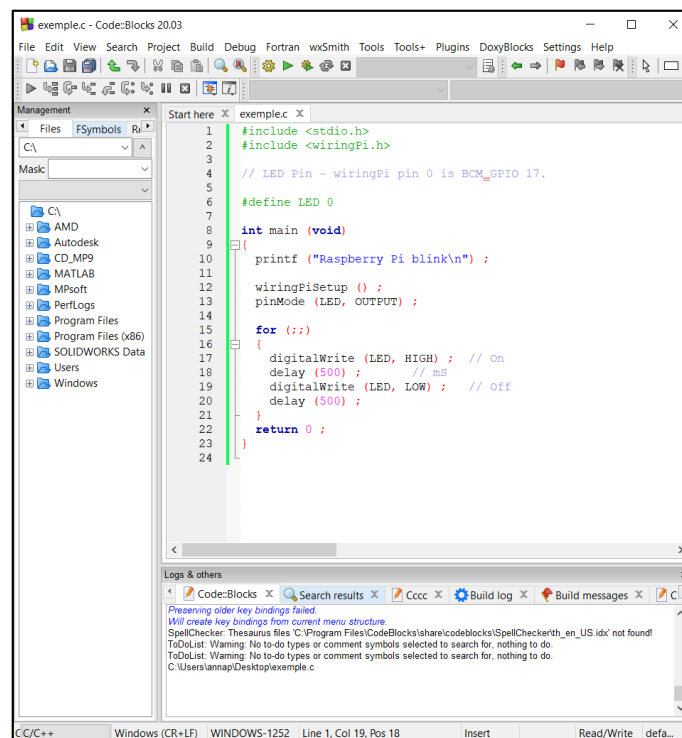 exemple.c - Code::Blocks 20.03
File Edit View Search Project Build Debug Fortran wxSmith Tools Tools+ Plugins DoxyBlocks Settings Help
Management
Files FSymbols
C:\
Mask:
C:\
AMD
Autodesk
CD_MP9
MATLAB
MPsoft
PerfLogs
Program Files
Program Files (x86)
SOLIDWORKS Data
Users
Windows
Start here exemple.c
1 #include <stdio.h>
2 #include <wiringPi.h>
3
4 // LED Pin - wiringPi pin 0 is BCM_GPIO 17.
5
6 #define LED 0
7
8 int main (void)
9 {
10 printf ("Raspberry Pi blink\n") ;
11
12 wiringPiSetup () ;
13 pinMode (LED, OUTPUT) ;
14
15 for (;;)
16 {
17 digitalWrite (LED, HIGH) ; // On
18 delay (500) ; // mS
19 digitalWrite (LED, LOW) ; // Off
20 delay (500) ;
21 }
22 return 0 ;
23 }
24
Logs & others
Code::Blocks Search results Cccc Build log Build messages C
Preserving older key bindings failed.
Will create key bindings from current menu structure.
SpellChecker: Thesaurus files 'C:\Program Files\CodeBlocks\share\codeblocks\SpellChecker\th_en_US.idx' not found!
ToDoList: Warning: No to-do types or comment symbols selected to search for, nothing to do.
ToDoList: Warning: No to-do types or comment symbols selected to search for, nothing to do.
C:\Users\annap\Desktop\exemple.c
C/C++ Windows (CR+LF) WINDOWS-1252 Line 1, Col 19, Pos 18 Insert Read/Write defa...